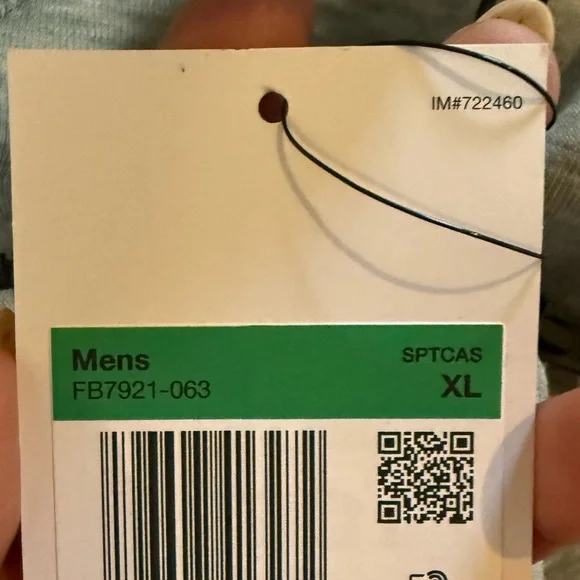 IM#722460
Mens
SPTCAS
FB7921-063
XL